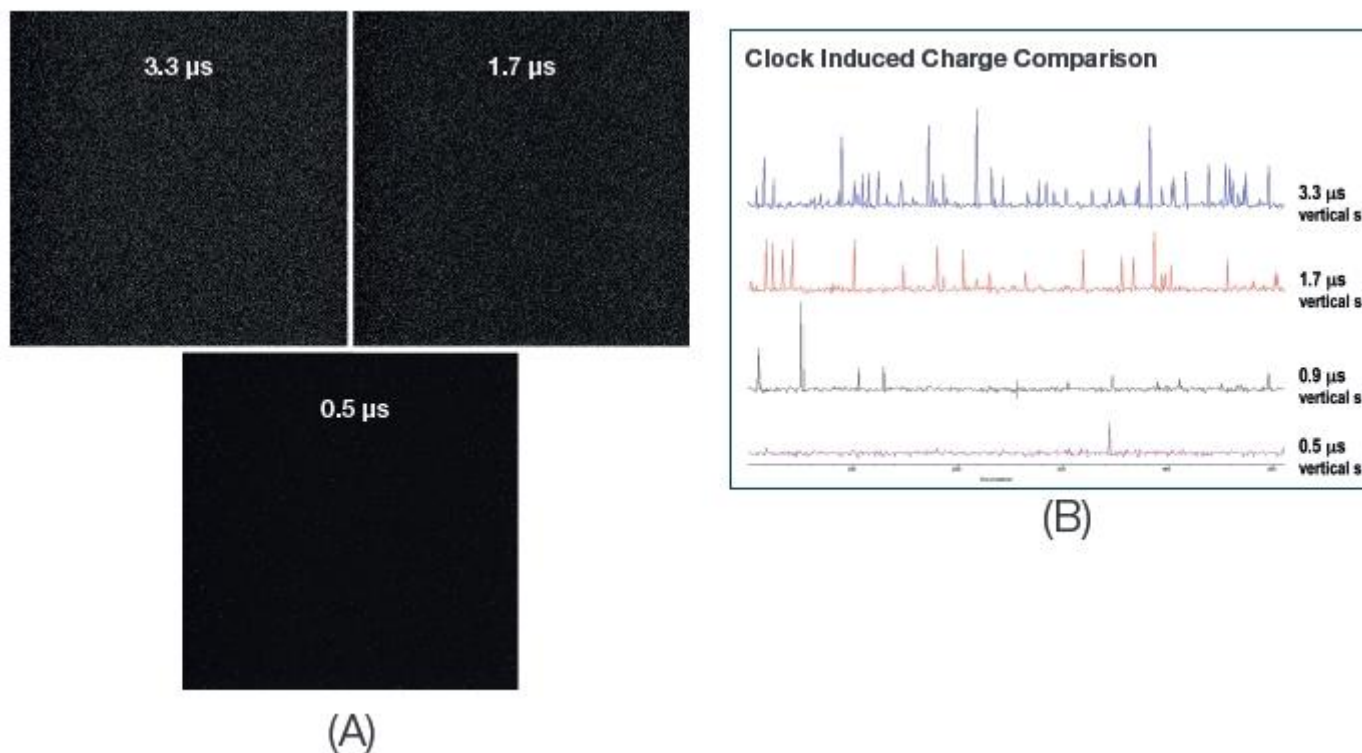 3.3 µs
1.7 µs
0.5 µs
(A)
Clock Induced Charge Comparison
3.3 µs
vertical s
1.7 µs
vertical s
0.9 µs
vertical s
0.5 µs
vertical s
(B)